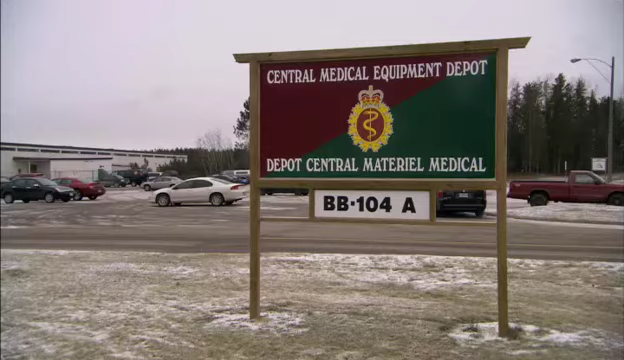 CENTRAL MEDICAL EQUIPMENT DEPOT
DEPOT CENTRAL MATERIEL MEDICAL
BB-104 A